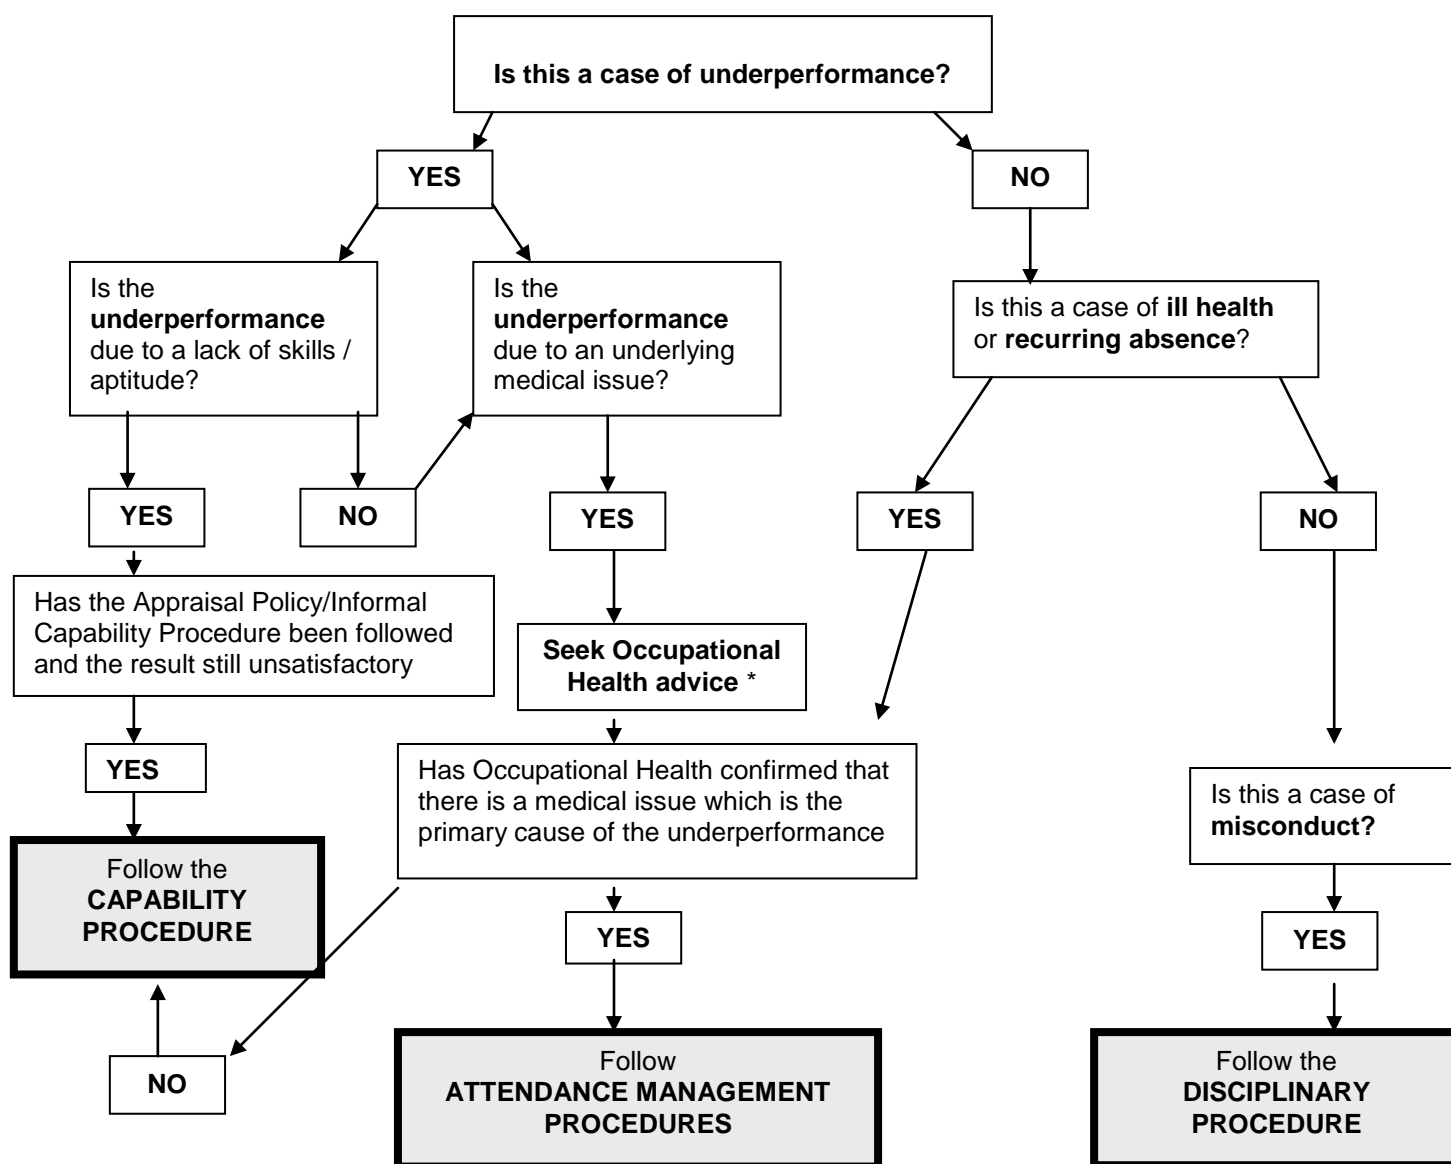 Is this a case of underperformance?
YES
NO
Is the
underperformance
due to a lack of skills /
aptitude?
Is the
underperformance
due to an underlying
medical issue?
Is this a case of ill health
or recurring absence?
YES
NO
YES
YES
NO
Has the Appraisal Policy/Informal
Capability Procedure been followed
and the result still unsatisfactory
Seek Occupational
Health advice *
YES
Has Occupational Health confirmed that
there is a medical issue which is the
primary cause of the underperformance
Is this a case of
misconduct?
Follow the
CAPABILITY
PROCEDURE
YES
YES
NO
Follow
ATTENDANCE MANAGEMENT
PROCEDURES
Follow the
DISCIPLINARY
PROCEDURE